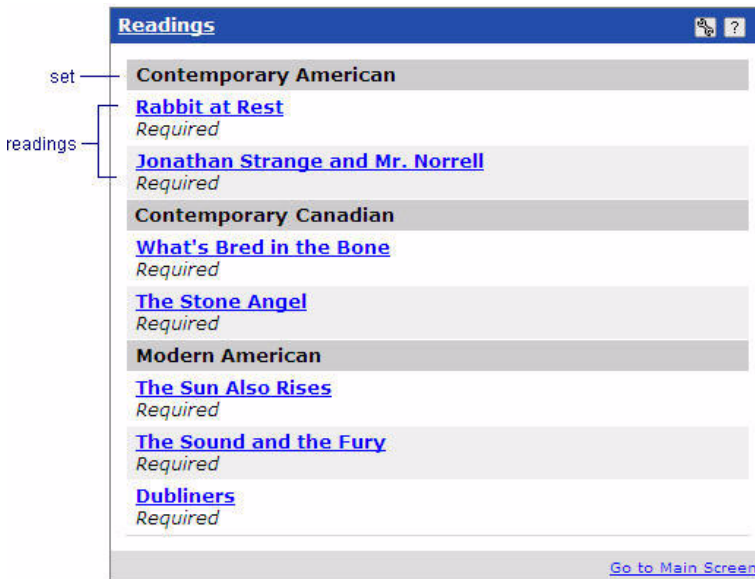 Readings
?
set
Contemporary American
Rabbit at Rest
Required
readings
Jonathan Strange and Mr. Norrell
Required
Contemporary Canadian
What's Bred in the Bone
Required
The Stone Angel
Required
Modern American
The Sun Also Rises
Required
The Sound and the Fury
Required
Dubliners
Required
Go to Main Screen